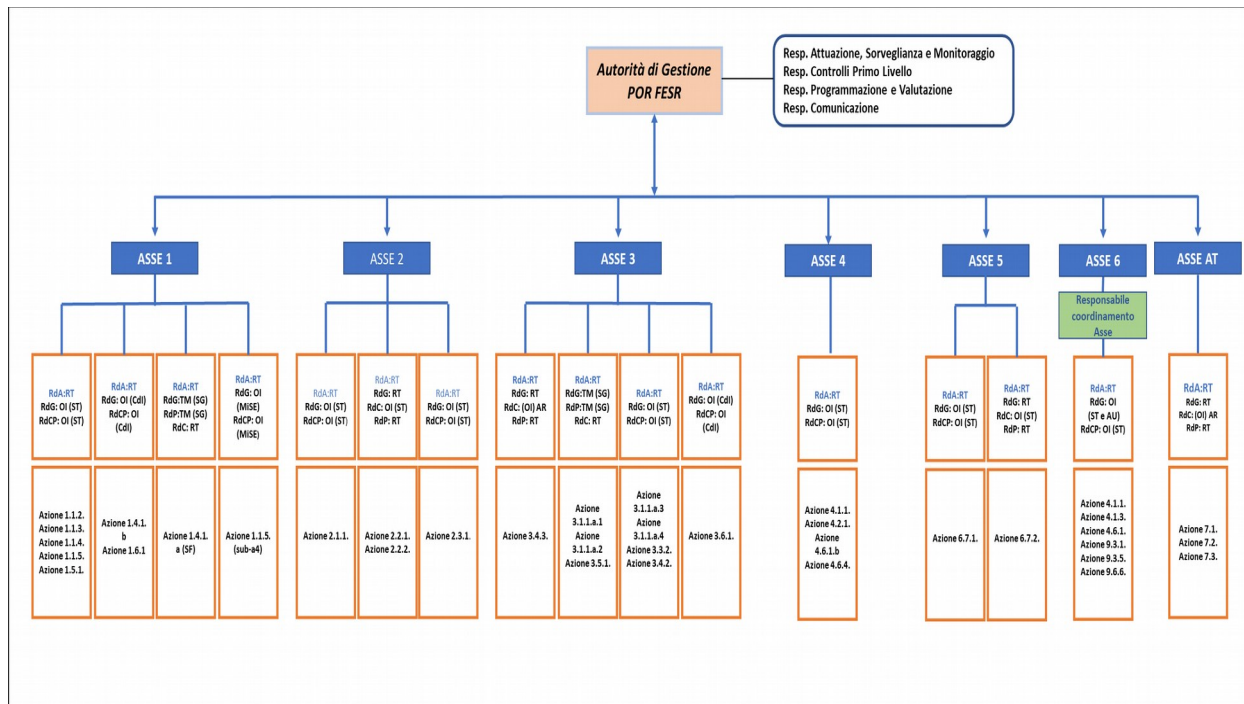 Autorità di Gestione
POR FESR
Resp. Attuazione, Sorveglianza e Monitoraggio
Resp. Controlli Primo Livello
Resp. Programmazione e Valutazione
Resp. Comunicazione
ASSE 1
ASSE 2
ASSE 3
ASSE 4
ASSE 5
ASSE 6
ASSE AT
Responsabile
coordinamento
Asse
RdA:RT
RdG: OI (ST)
RdCP: OI (ST)
RdA:RT
RdG: OI (CdI)
RdCP: OI
(CdI)
RdA:RT
RdG:TM (SG)
RdP:TM (SG)
RdC: RT
RdA:RT
RdG: OI
(MiSE)
RdCP: OI
(MiSE)
RdA:RT
RdG: OI (ST)
RdCP: OI (ST)
RdA:RT
RdG: RT
RdC: OI (ST)
RdP: RT
RdA:RT
RdG: OI (ST)
RdCP: OI (ST)
RdA:RT
RdG: RT
RdC: (OI) AR
RdP: RT
RdA:RT
RdG:TM (SG)
RdP:TM (SG)
RdC: RT
RdA:RT
RdG: OI (ST)
RdCP: OI (ST)
RdA:RT
RdG: OI (CdI)
RdCP: OI
(CdI)
RdA:RT
RdG: OI (ST)
RdCP: OI (ST)
RdA:RT
RdG: OI (ST)
RdCP: OI (ST)
RdA:RT
RdG: RT
RdC: OI (ST)
RdP: RT
RdA:RT
RdG: OI
(ST e AU)
RdCP: OI (ST)
RdA:RT
RdG: RT
RdC: (OI) AR
RdP: RT
Azione 1.1.2.
Azione 1.1.3.
Azione 1.1.4.
Azione 1.1.5.
Azione 1.5.1.
Azione 1.4.1.
b
Azione 1.6.1
Azione 1.4.1.
a (SF)
Azione 1.1.5.
(sub-a4)
Azione 2.1.1.
Azione 2.2.1.
Azione 2.2.2.
Azione 2.3.1.
Azione 3.4.3.
Azione
3.1.1.a.1
Azione
3.1.1.a.2
Azione 3.5.1.
Azione
3.1.1.a.3
Azione
3.1.1.a.4
Azione 3.3.2.
Azione 3.4.2.
Azione 3.6.1.
Azione 4.1.1.
Azione 4.2.1.
Azione
4.6.1.b
Azione 4.6.4.
Azione 6.7.1.
Azione 6.7.2.
Azione 4.1.1.
Azione 4.1.3.
Azione 4.6.1.
Azione 9.3.1.
Azione 9.3.5.
Azione 9.6.6.
Azione 7.1.
Azione 7.2.
Azione 7.3.